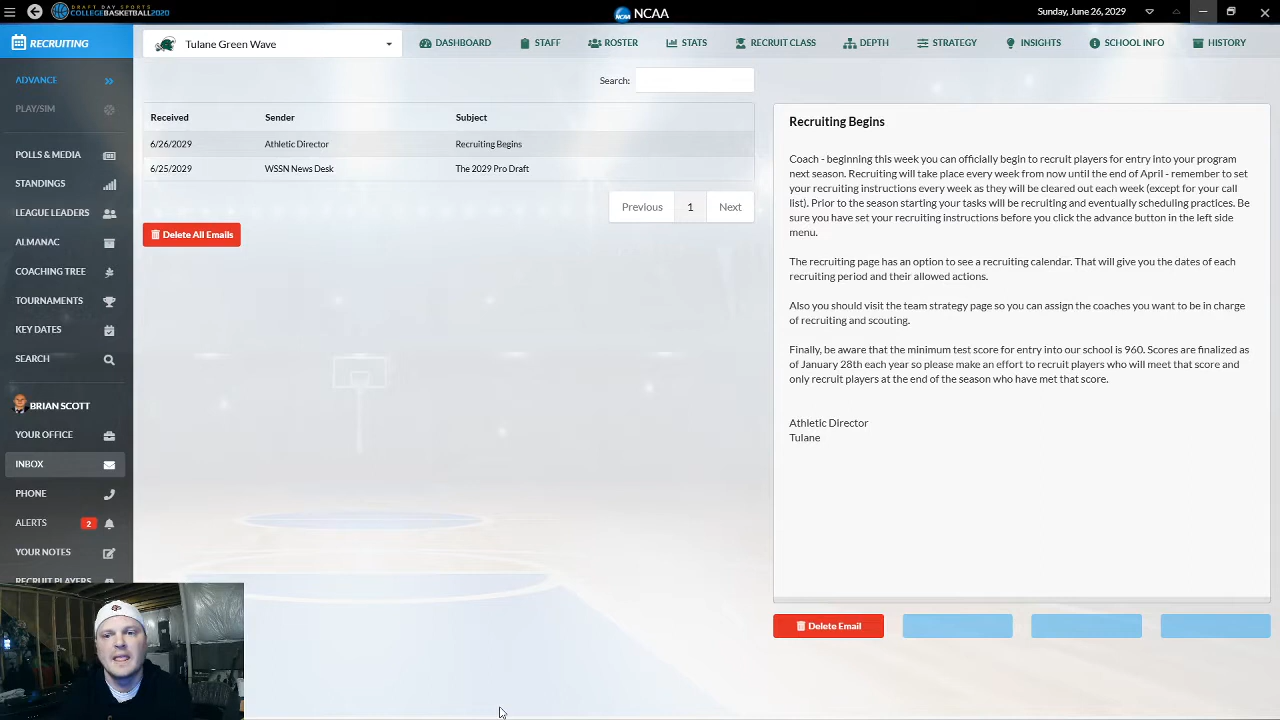 DRAFT DAY SPORTS
COLLEGE BASKETBALL 2020
NCAA
NCAA
Sunday, June 26, 2029
RECRUITING
Tulane Green Wave
DASHBOARD
STAFF
ROSTER
STATS
RECRUIT CLASS
DEPTH
STRATEGY
INSIGHTS
SCHOOL INFO
HISTORY
ADVANCE
PLAY/SIM
POLLS & MEDIA
STANDINGS
LEAGUE LEADERS
ALMANAC
COACHING TREE
TOURNAMENTS
KEY DATES
SEARCH
BRIAN SCOTT
YOUR OFFICE
INBOX
PHONE
ALERTS 2
YOUR NOTES
RECRUIT PLAYERS
Search:
Received Sender Subject
6/26/2029 Athletic Director Recruiting Begins
6/25/2029 WSSN News Desk The 2029 Pro Draft
Previous 1 Next
Delete All Emails
Recruiting Begins
Coach - beginning this week you can officially begin to recruit players for entry into your program
next season. Recruiting will take place every week from now until the end of April - remember to set
your recruiting instructions every week as they will be cleared out each week (except for your call
list). Prior to the season starting your tasks will be recruiting and eventually scheduling practices. Be
sure you have set your recruiting instructions before you click the advance button in the left side
menu.
The recruiting page has an option to see a recruiting calendar. That will give you the dates of each
recruiting period and their allowed actions.
Also you should visit the team strategy page so you can assign the coaches you want to be in charge
of recruiting and scouting.
Finally, be aware that the minimum test score for entry into our school is 960. Scores are finalized as
of January 28th each year so please make an effort to recruit players who will meet that score and
only recruit players at the end of the season who have met that score.
Athletic Director
Tulane
Delete Email